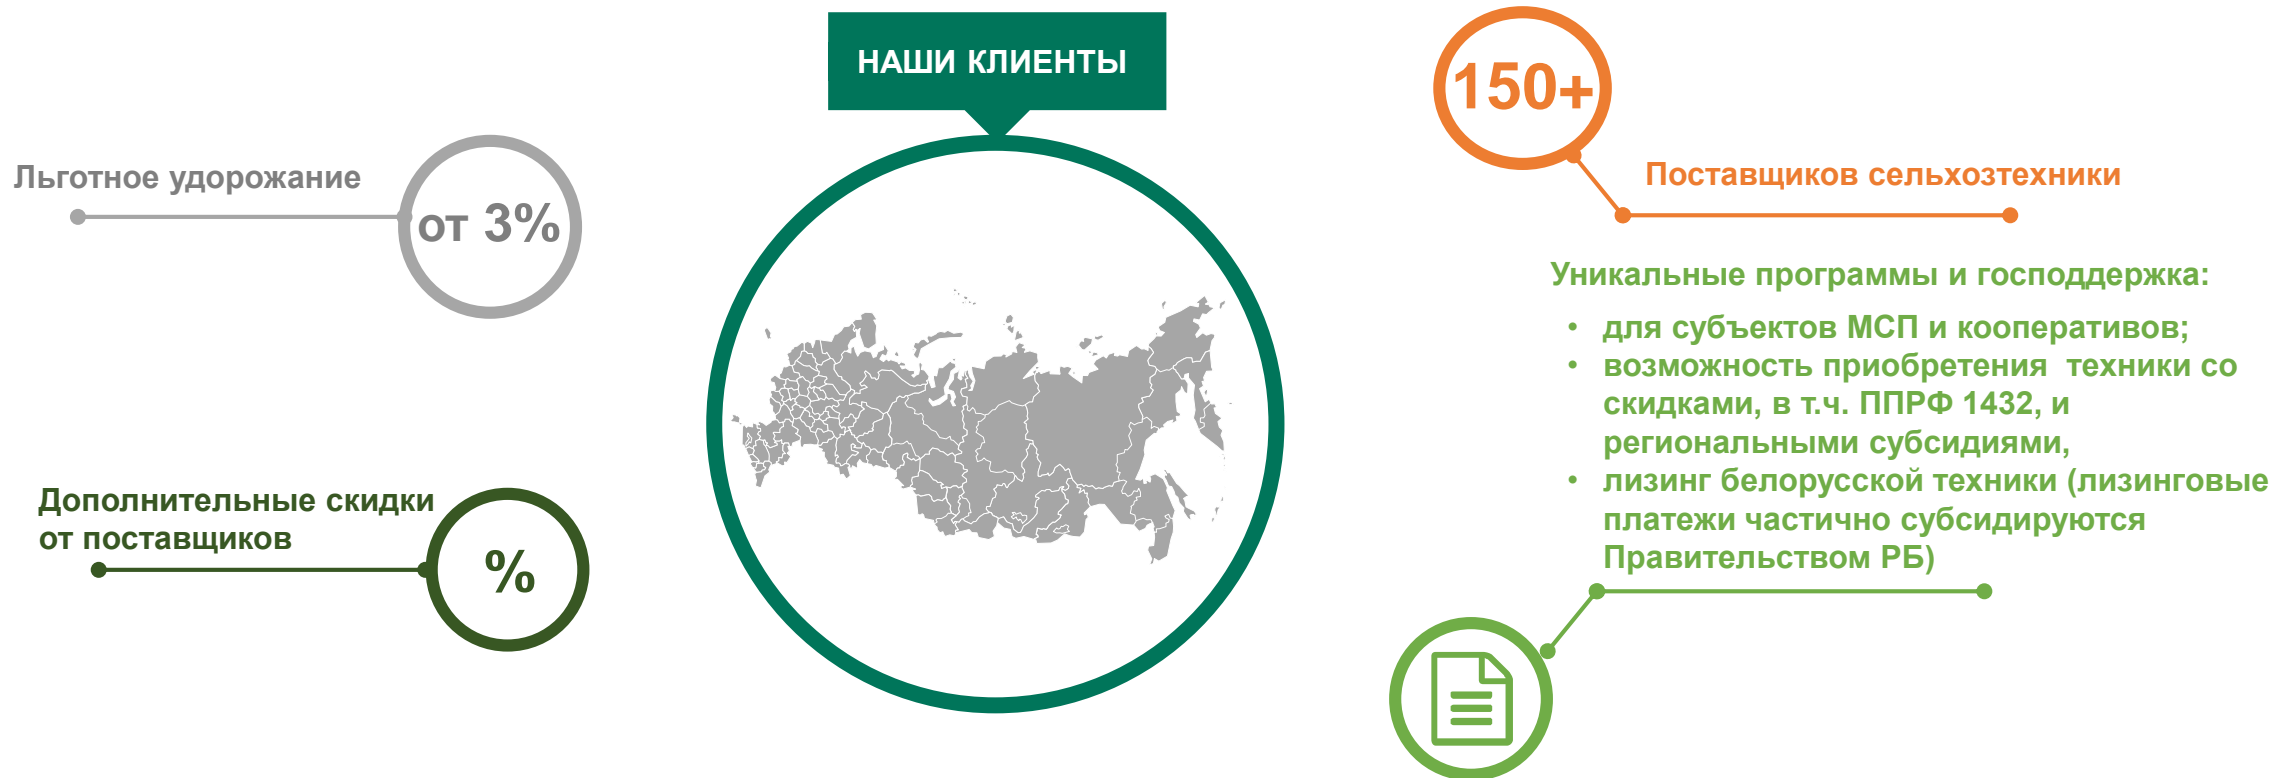 НАШИ КЛИЕНТЫ
Льготное удорожание
от 3%
Дополнительные скидки
от поставщиков
%
150+
Поставщиков сельхозтехники
Уникальные программы и господдержка:
• для субъектов МСП и кооперативов;
• возможность приобретения техники со
скидками, в т.ч. ППРФ 1432, и
региональными субсидиями,
• лизинг белорусской техники (лизинговые
платежи частично субсидируются
Правительством РБ)